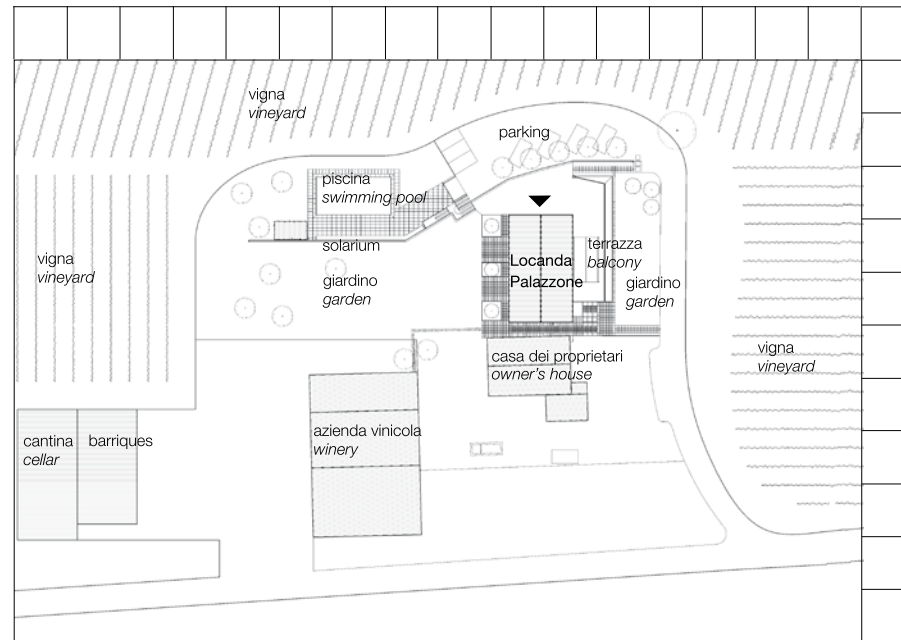 vigna
vineyard
parking
piscina
swimming pool
solarium
vigna
vineyard
giardino
garden
Locanda
Palazzone
terrazza
balcony
giardino
garden
casa dei proprietari
owner's house
vigna
vineyard
cantina
cellar
barriques
azienda vinicola
winery